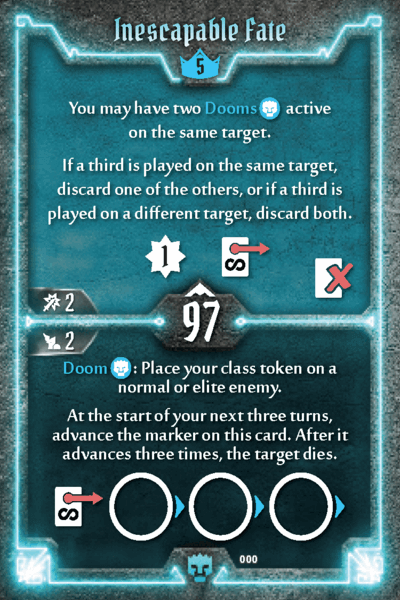 Inescapable Fate
5
You may have two Dooms active
on the same target.
If a third is played on the same target,
discard one of the others, or if a third is
played on a different target, discard both.
1
2
97
2
Doom : Place your class token on a
normal or elite enemy.
At the start of your next three turns,
advance the marker on this card. After it
advances three times, the target dies.
000